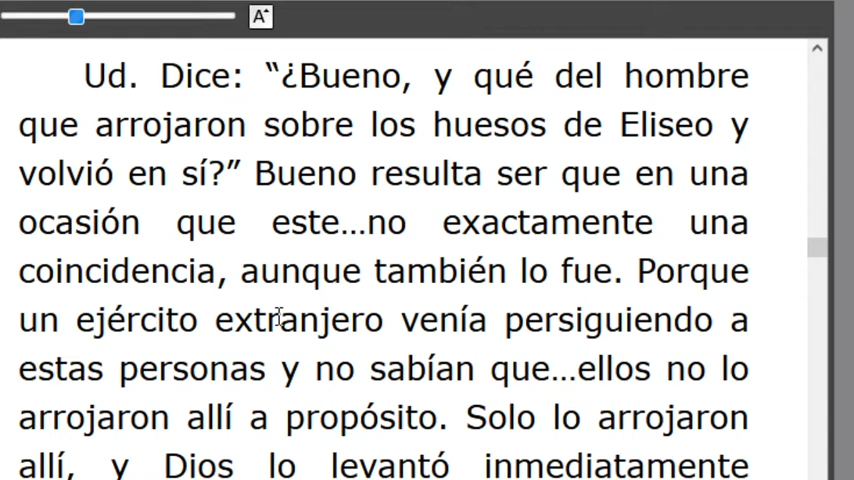 A
Ud. Dice: “¿Bueno, y qué del hombre
que arrojaron sobre los huesos de Eliseo y
volvió en sí?” Bueno resulta ser que en una
ocasión que este...no exactamente una
coincidencia, aunque también lo fue. Porque
un ejército extranjero venía persiguiendo a
estas personas y no sabían que...ellos no lo
arrojaron allí a propósito. Solo lo arrojaron
allí, y Dios lo levantó inmediatamente